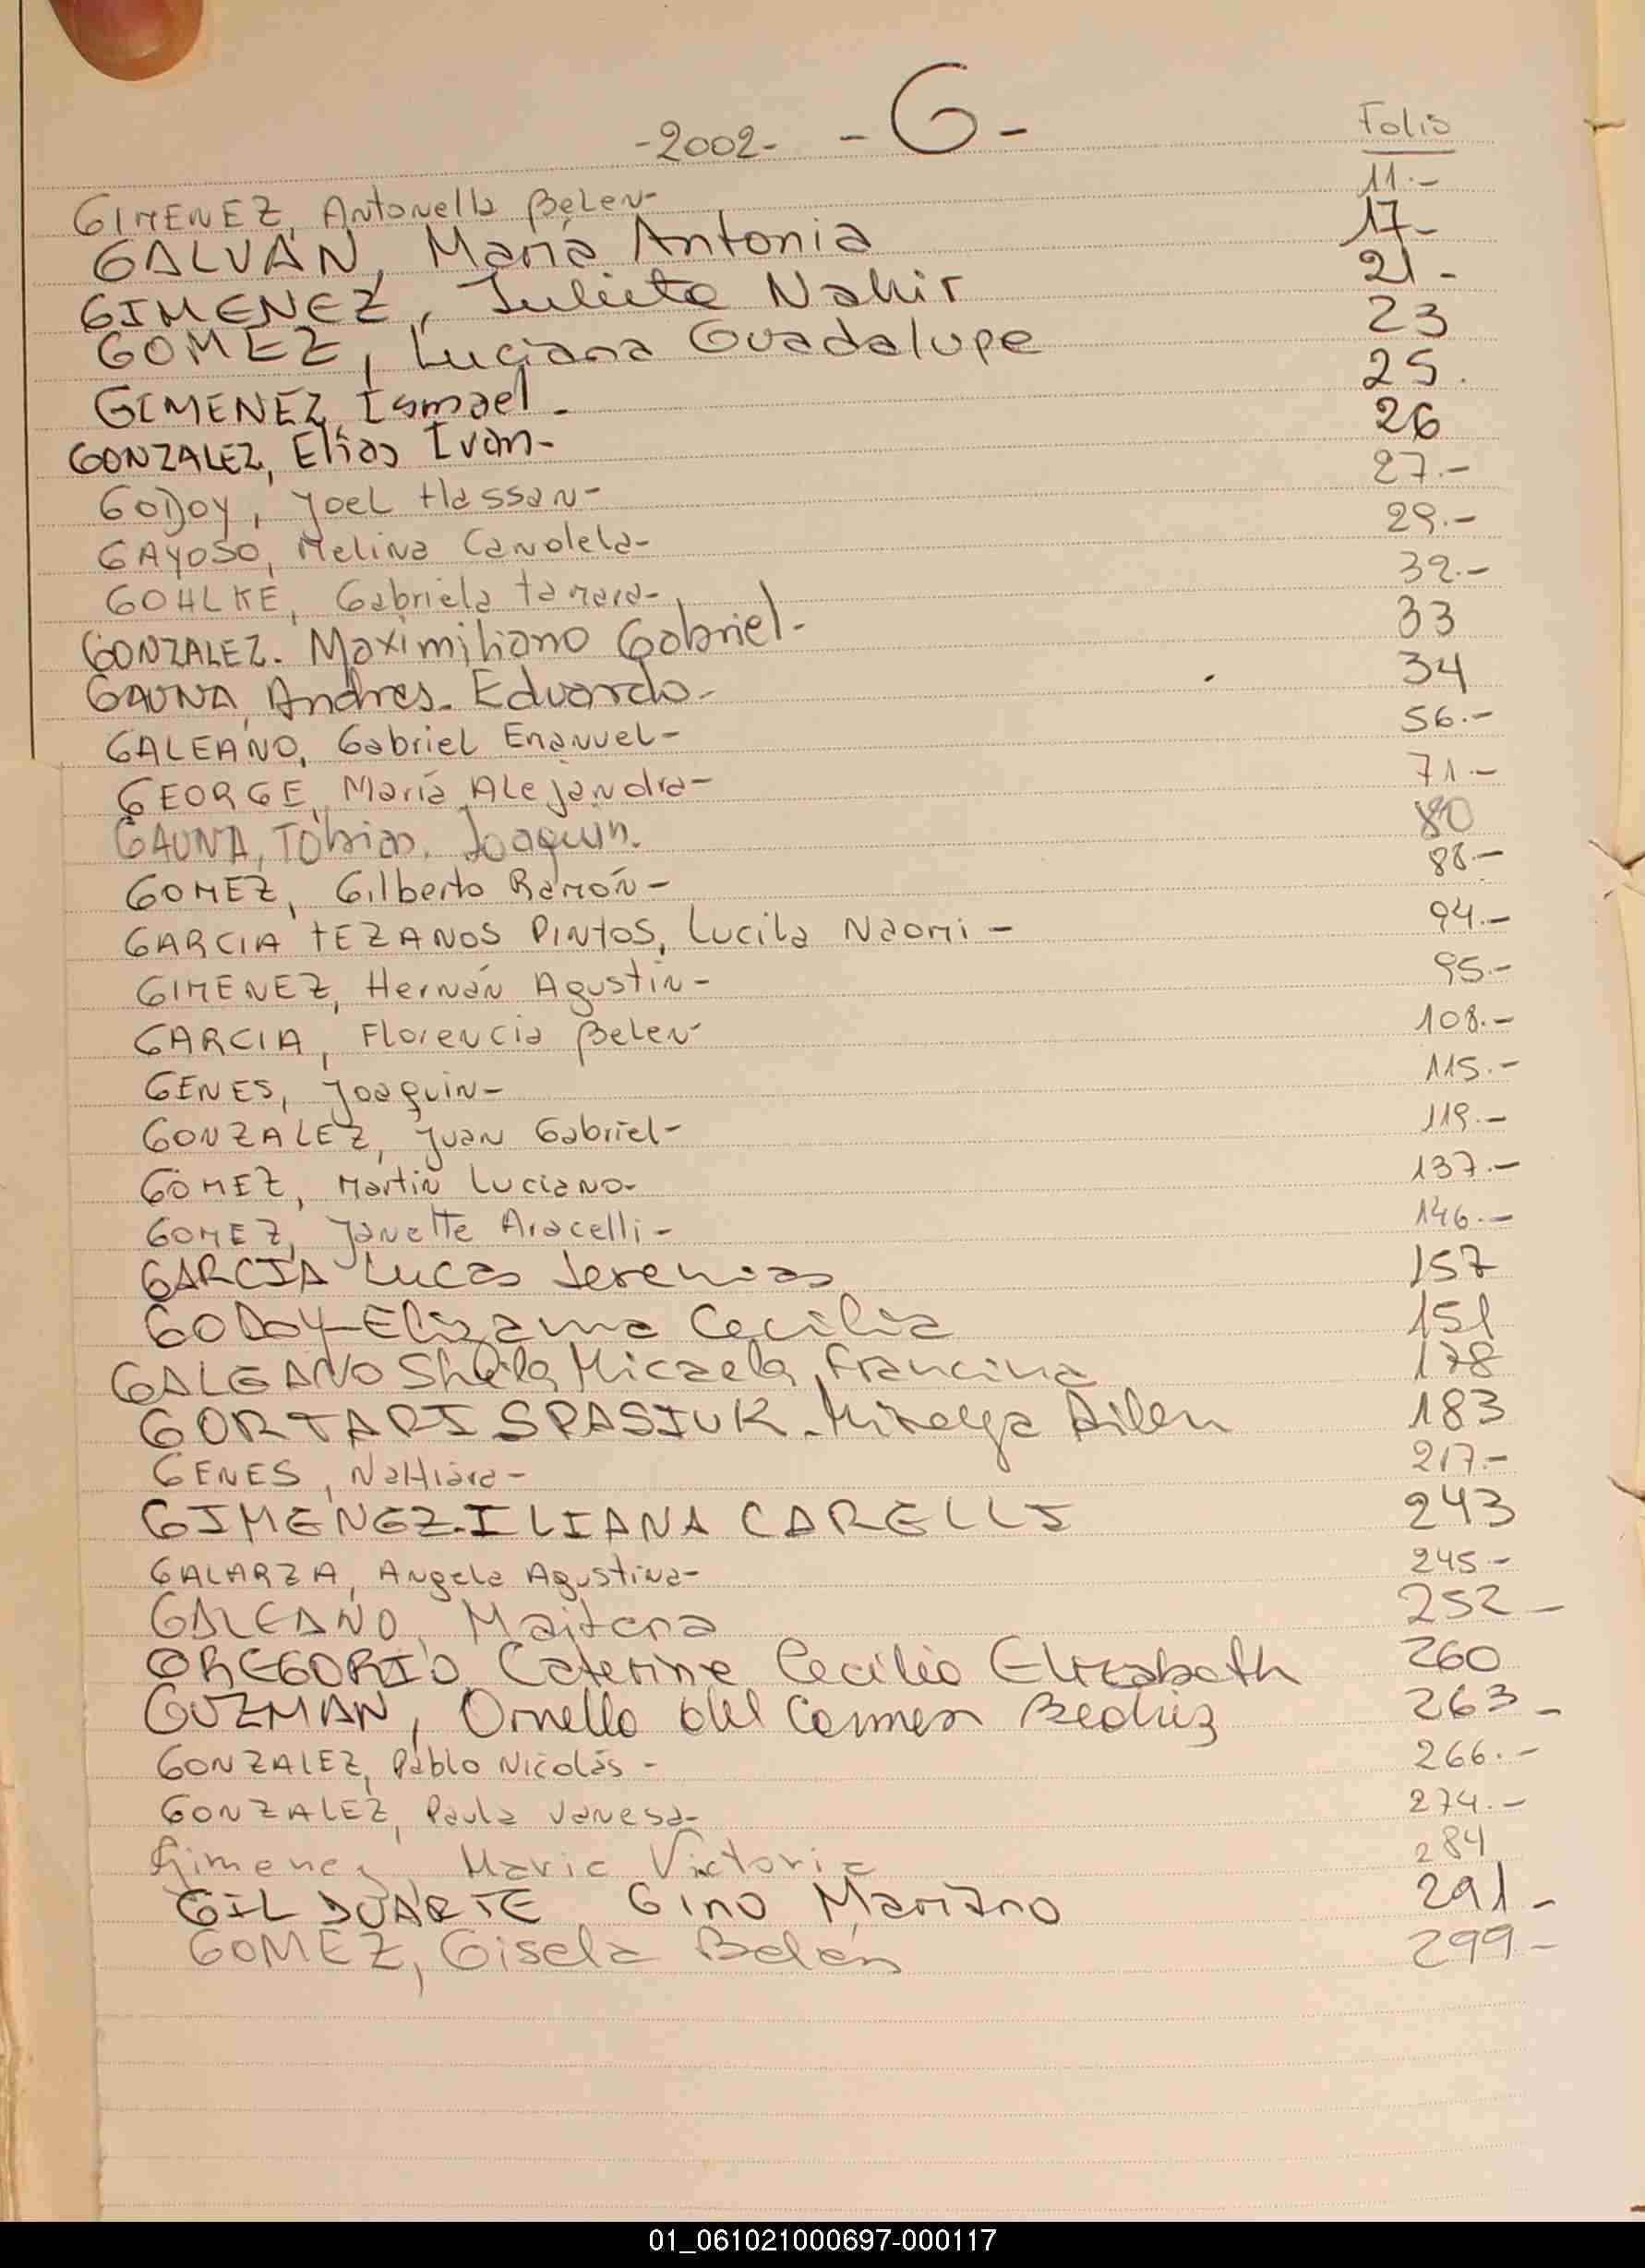 -2002- - G - Folio
GIMENEZ, Antonella Belen- 11.-
GALVÁN, María Antonia 17-
GIMENEZ, Julieta Nahir 21-
GOMEZ, Luciana Guadalupe 23
GIMENEZ, Ismael- 25.
GONZALEZ, Elias Ivan- 26
GODOY, Joel Hassan- 27.-
GAYOSO, Melina Candela- 29.-
GOHLKE, Gabriela Tamara- 32.-
GONZALEZ. Maximiliano Gabriel- 33
GAUNA, Andres. Eduardo- 34
GALEANO, Gabriel Emanuel- 56.-
GEORGE, María Alejandra- 71.-
GAUNA, Tobias. Joaquin. 80
GOMEZ, Gilberto Ramón- 88.-
GARCIA TEZANOS PINTOS, Lucila Naomi- 94.-
GIMENEZ, Hernán Agustin- 95.-
GARCIA, Florencia Belen- 108.-
GENES, Joaquin- 115.-
GONZALEZ, Juan Gabriel- 119.-
GOMEZ, Martin Luciano- 137.-
GOMEZ, Janette Aracelli- 146.-
GARCIA Lucas Jeremias 157
GODOY-Elizama Cecilia 151
GALEANO Sheila Micaela, Francina 178
GORTARI SPASIUK-Mireya Ailen 183
GENES, Nahiara- 217.-
GIMENEZ-ILIANA CARELLI 243
GALARZA, Angela Agustina- 245-
GALEANO, Maitena 252-
GREGORIO, Caterine Cecilia Elizabeth 260
GUZMAN, Ornella del Carmen Beatriz 263-
GONZALEZ, Pablo Nicolás- 266.-
GONZALEZ, Paula Vanesa- 274.-
Gimenez, Maria Victoria 284
GIL DUARTE Gino Mariano 291-
GOMEZ, Gisela Belén 299-
01_061021000697-000117